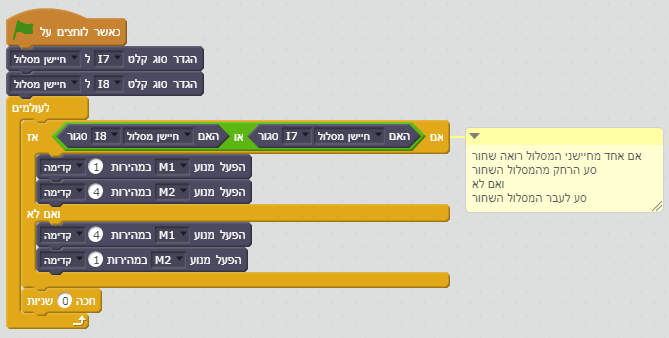 כאשר לוחצים על
הגדר סוג קלט I7 ל חיישן מסלול
הגדר סוג קלט I8 ל חיישן מסלול
לעולמים
אם האם חיישן מסלול I7 סגור או האם חיישן מסלול I8 סגור אז
הפעל מנוע M1 במהירות 1 קדימה
הפעל מנוע M2 במהירות 4 קדימה
ואם לא
הפעל מנוע M1 במהירות 4 קדימה
הפעל מנוע M2 במהירות 1 קדימה
חכה 0 שניות
אם אחד מחיישני המסלול רואה שחור
סע הרחק מהמסלול השחור
ואם לא
סע לעבר המסלול השחור